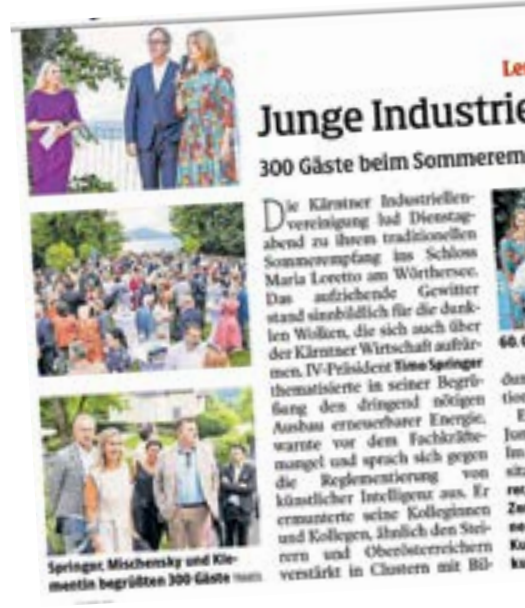 Junge Industrie
300 Gäste beim Sommerem
Die Kärntner Industriellen-
vereinigung lud Dienstag-
abend zu ihrem traditionellen
Sommerempfang ins Schloss
Maria Loretto am Wörthersee.
Das aufziehende Gewitter
stand sinnbildlich für die dunk-
len Wolken, die sich auch über
der Kärntner Wirtschaft auftür-
men. IV-Präsident Timo Springer
thematisierte in seiner Begrü-
ßung den dringend nötigen
Ausbau erneuerbarer Energie,
warnte vor dem Fachkräfte-
mangel und sprach sich gegen
die Reglementierung von
künstlicher Intelligenz aus. Er
ermunterte seine Kolleginnen
und Kollegen, ähnlich den Stei-
rern und Oberösterreichern
verstärkt in Clustern mit Bil-
Springer, Mischensky und Kle-
mentin begrüßten 300 Gäste
60.